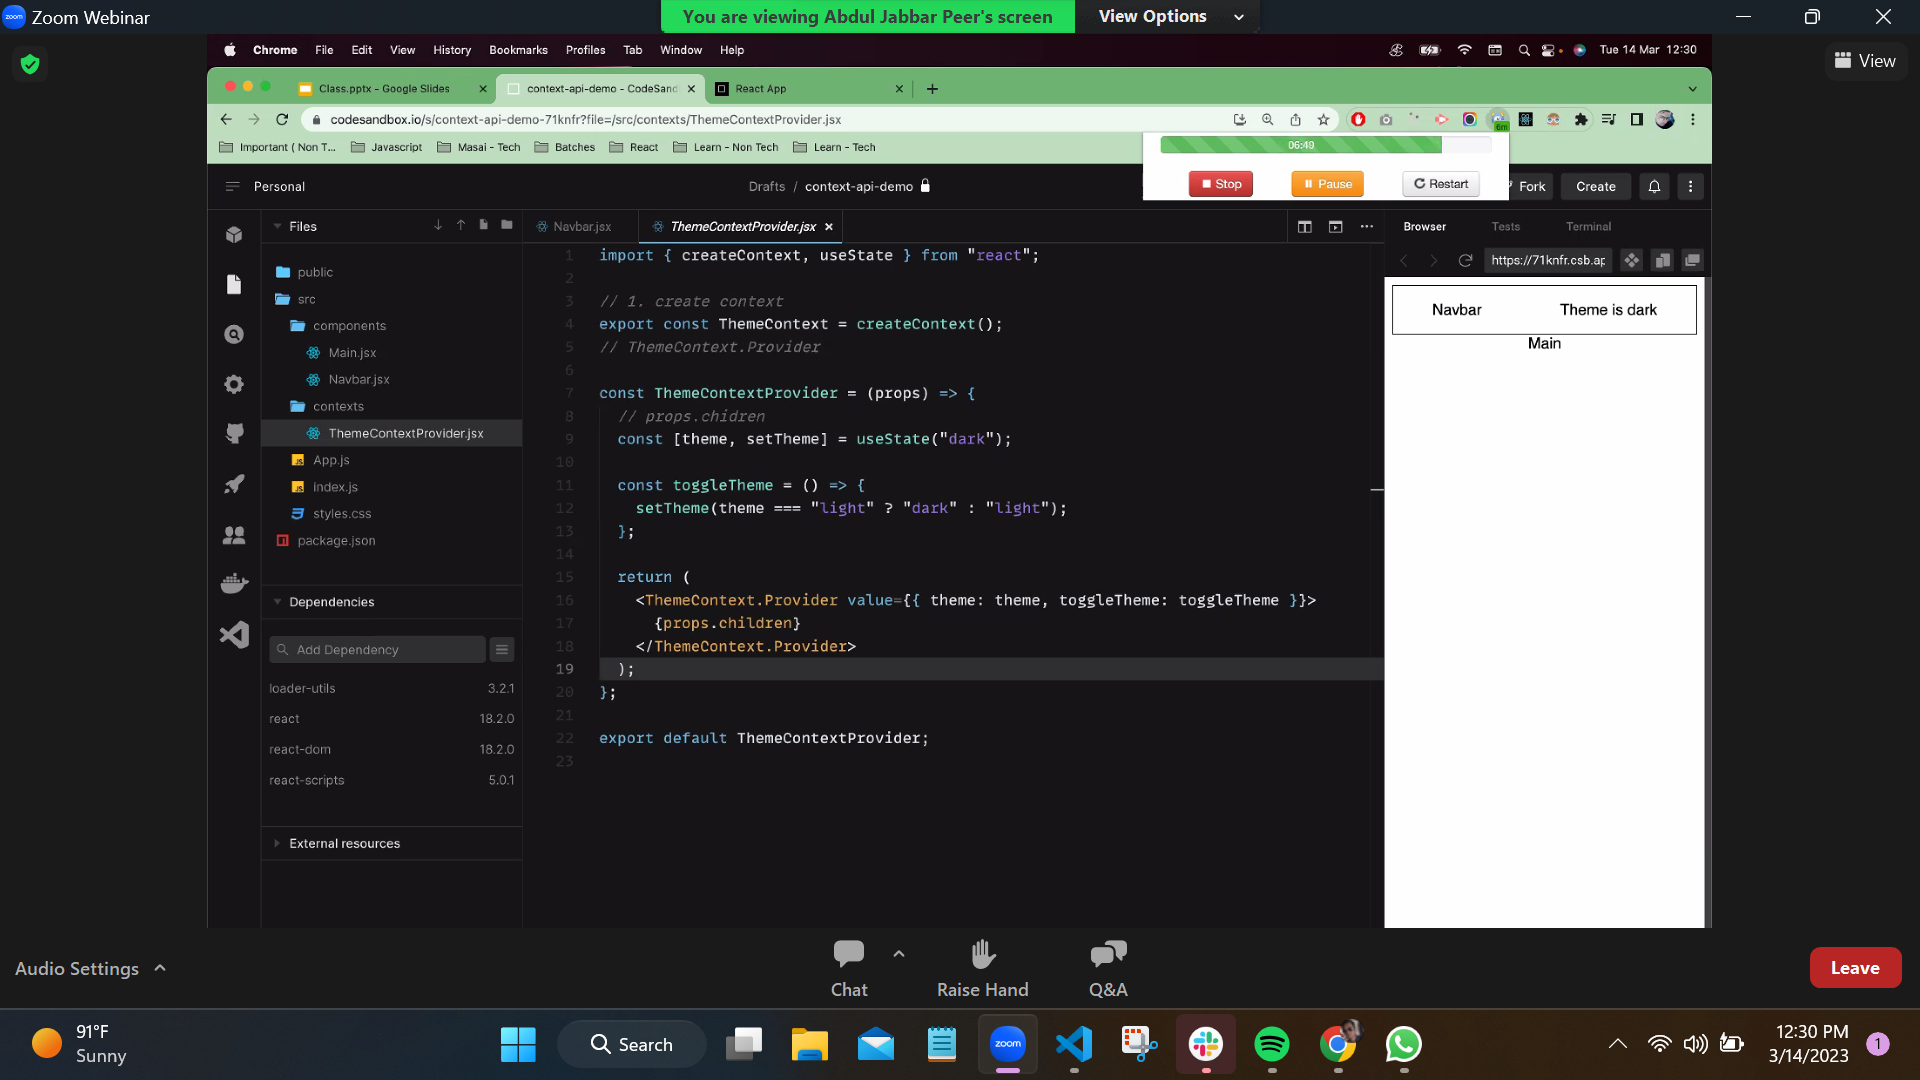 Zoom Webinar
You are viewing Abdul Jabbar Peer's screen
View Options
View
Chrome File Edit View History Bookmarks Profiles Tab Window Help
Tue 14 Mar 12:30
Class.pptx - Google Slides
context-api-demo - CodeSand
React App
codesandbox.io/s/context-api-demo-71knfr?file=/src/contexts/ThemeContextProvider.jsx
6m
Important ( Non T... Javascript Masai - Tech Batches React Learn - Non Tech Learn - Tech
06:49
Stop Pause Restart
Personal
Drafts / context-api-demo
Fork Create
Files
Navbar.jsx
ThemeContextProvider.jsx
Browser Tests Terminal
https://71knfr.csb.ap
public
src
components
Main.jsx
Navbar.jsx
contexts
ThemeContextProvider.jsx
App.js
index.js
styles.css
package.json
Dependencies
Add Dependency
loader-utils 3.2.1
react 18.2.0
react-dom 18.2.0
react-scripts 5.0.1
External resources
1 import { createContext, useState } from "react";
2
3 // 1. create context
4 export const ThemeContext = createContext();
5 // ThemeContext.Provider
6
7 const ThemeContextProvider = (props) => {
8 // props.chidren
9 const [theme, setTheme] = useState("dark");
10
11 const toggleTheme = () => {
12 setTheme(theme === "light" ? "dark" : "light");
13 };
14
15 return (
16 <ThemeContext.Provider value={{ theme: theme, toggleTheme: toggleTheme }}>
17 {props.children}
18 </ThemeContext.Provider>
19 );
20 };
21
22 export default ThemeContextProvider;
23
Navbar Theme is dark
Main
Audio Settings
Chat
Raise Hand
Q&A
Leave
91°F
Sunny
Search
zoom
12:30 PM
3/14/2023
1